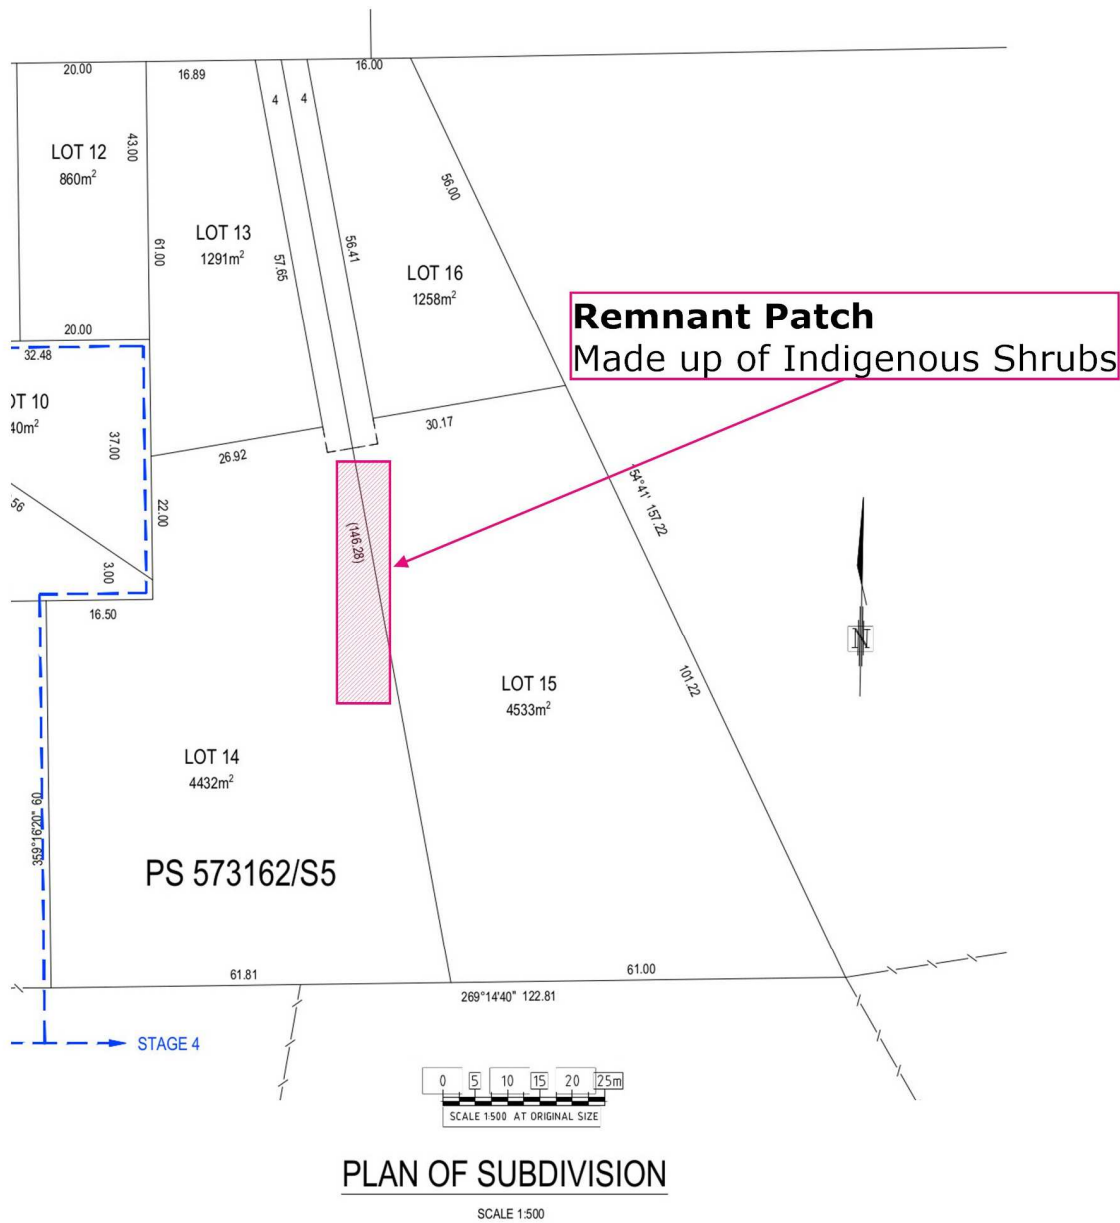 20.00
16.89
16.00
4
4
LOT 12
860m²
43.00
LOT 13
1291m²
61.00
57.65
56.41
56.00
LOT 16
1258m²
Remnant Patch
Made up of Indigenous Shrubs
20.00
32.48
OT 10
40m²
37.00
26.92
30.17
.56
22.00
(146.28)
54°41' 157.22
3.00
16.50
N
LOT 15
4533m²
101.22
LOT 14
4432m²
359°16'20" 60
PS 573162/S5
61.81
61.00
269°14'40" 122.81
STAGE 4
0 5 10 15 20 25m
SCALE 1:500 AT ORIGINAL SIZE
PLAN OF SUBDIVISION
SCALE 1:500